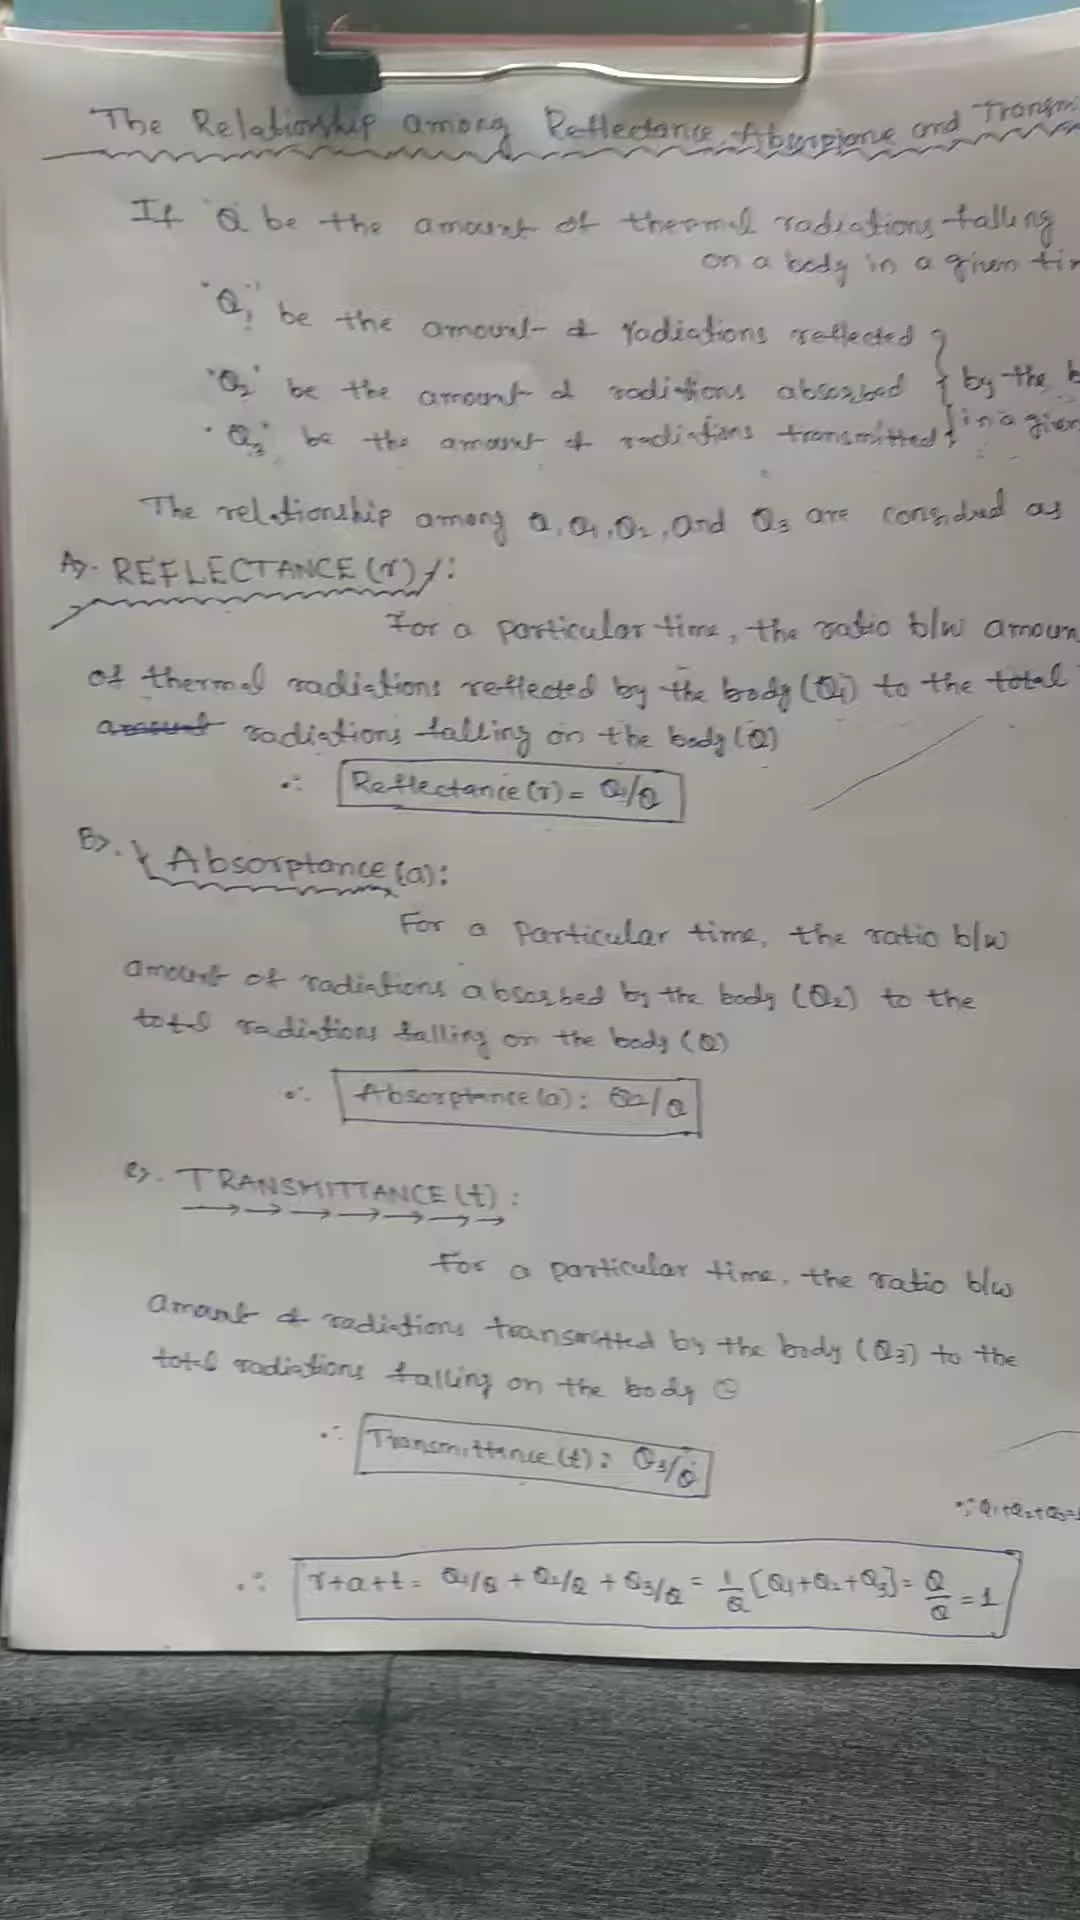 The Relationship among Reflectance, Absorptance and Transmi
If Q be the amount of thermal radiations falling
on a body in a given tim
"Q1" be the amount of radiations reflected
"Q2" be the amount of radiations absorbed } by the b
"Q3" be the amount of radiations transmitted } in a given
The relationship among Q, Q1, Q2, and Q3 are considred as
A). REFLECTANCE (r):
For a particular time, the ratio b/w amoun
of thermal radiations reflected by the body (Q1) to the total
amount radiations falling on the body (Q)
∴ Reflectance (r) = Q1/Q
B). Absorptance (a):
For a particular time, the ratio b/w
amount of radiations absorbed by the body (Q2) to the
total radiations falling on the body (Q)
∴ Absorptance (a): Q2/Q
C). TRANSMITTANCE (t):
For a particular time, the ratio b/w
amount of radiations transmitted by the body (Q3) to the
total radiations falling on the body Q
∴ Transmittance (t): Q3/Q
∵ Q1+Q2+Q3=
∴ r+a+t = Q1/Q + Q2/Q + Q3/Q = 1/Q [Q1+Q2+Q3] = Q/Q = 1